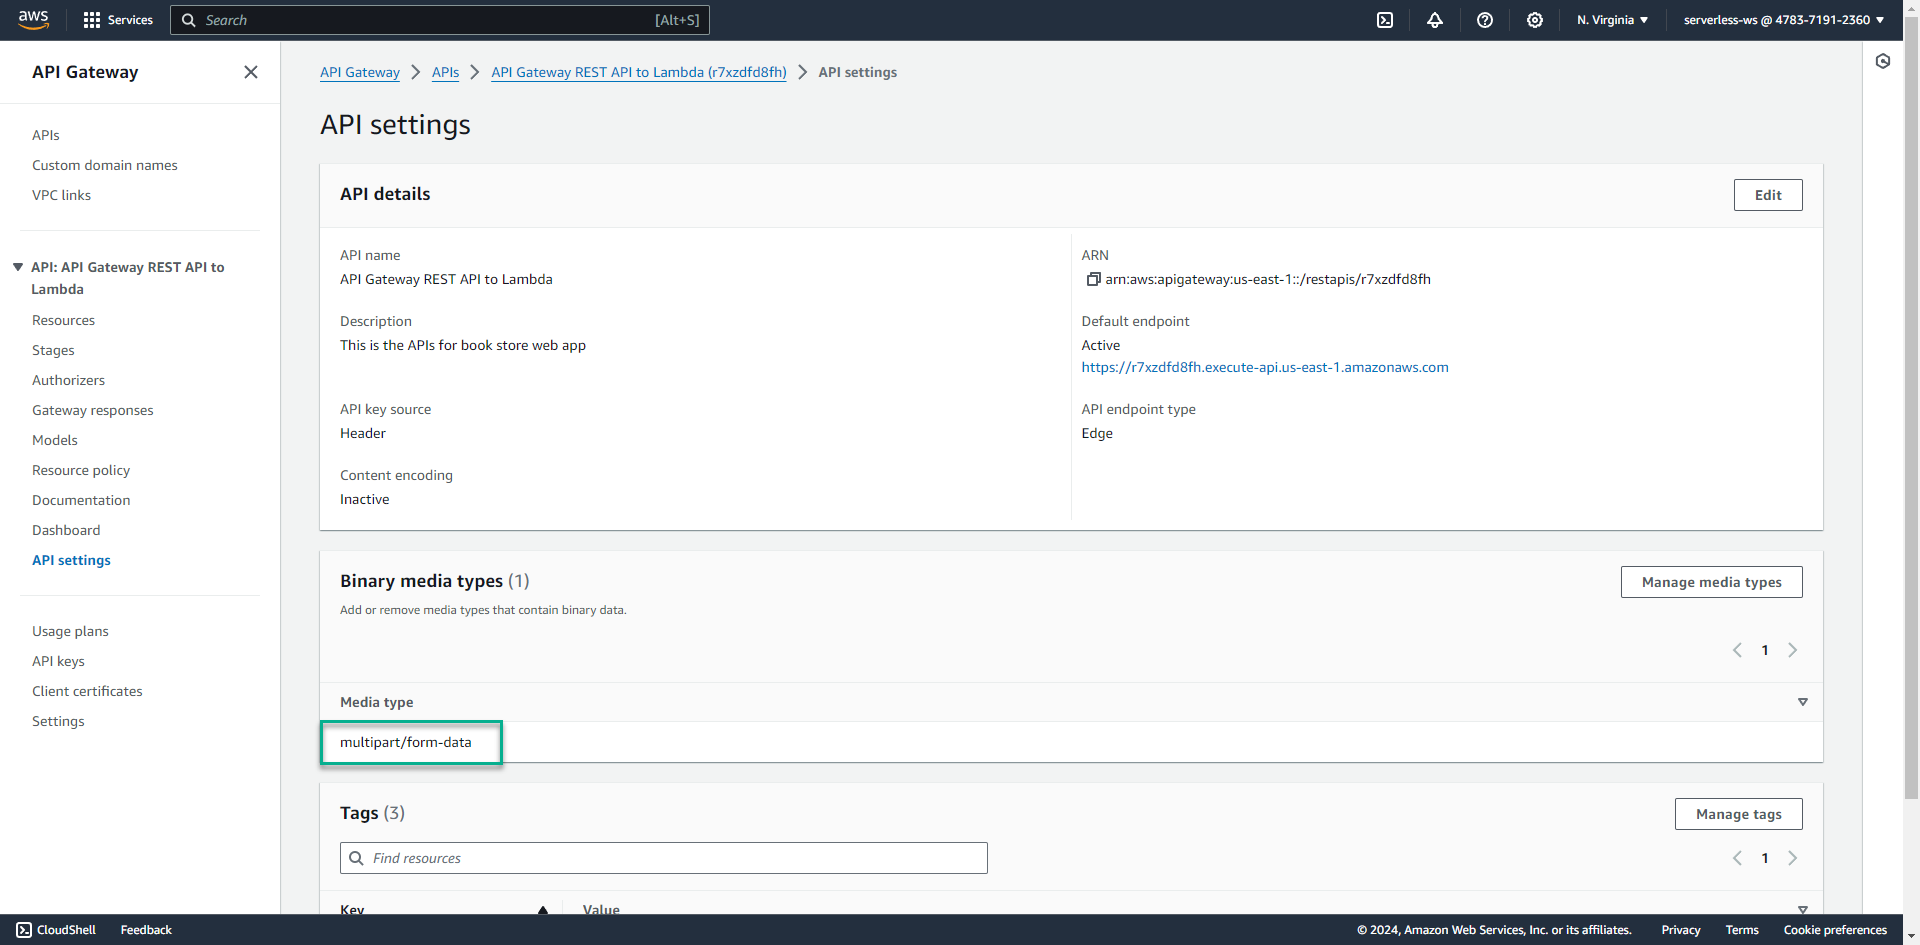 aws
Services
Search
[Alt+S]
N. Virginia
serverless-ws @ 4783-7191-2360
API Gateway
APIs
Custom domain names
VPC links
API: API Gateway REST API to
Lambda
Resources
Stages
Authorizers
Gateway responses
Models
Resource policy
Documentation
Dashboard
API settings
Usage plans
API keys
Client certificates
Settings
API Gateway
APIs
API Gateway REST API to Lambda (r7xzdfd8fh)
API settings
API settings
API details
Edit
API name
API Gateway REST API to Lambda
Description
This is the APIs for book store web app
API key source
Header
Content encoding
Inactive
ARN
arn:aws:apigateway:us-east-1::/restapis/r7xzdfd8fh
Default endpoint
Active
https://r7xzdfd8fh.execute-api.us-east-1.amazonaws.com
API endpoint type
Edge
Binary media types (1)
Manage media types
Add or remove media types that contain binary data.
1
Media type
multipart/form-data
Tags (3)
Manage tags
Find resources
1
Key
Value
CloudShell
Feedback
© 2024, Amazon Web Services, Inc. or its affiliates.
Privacy
Terms
Cookie preferences